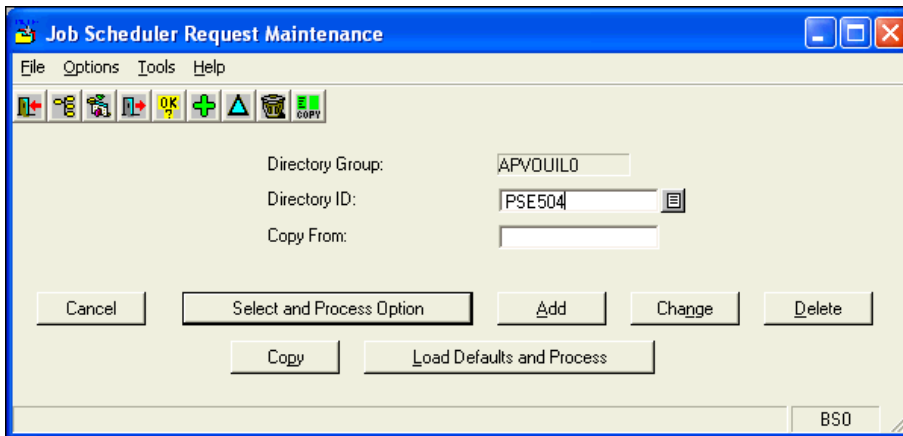 Job Scheduler Request Maintenance
File Options Tools Help
OK?
COPY
Directory Group: APVOUIL0
Directory ID: PSE504
Copy From:
Cancel Select and Process Option Add Change Delete
Copy Load Defaults and Process
BS0